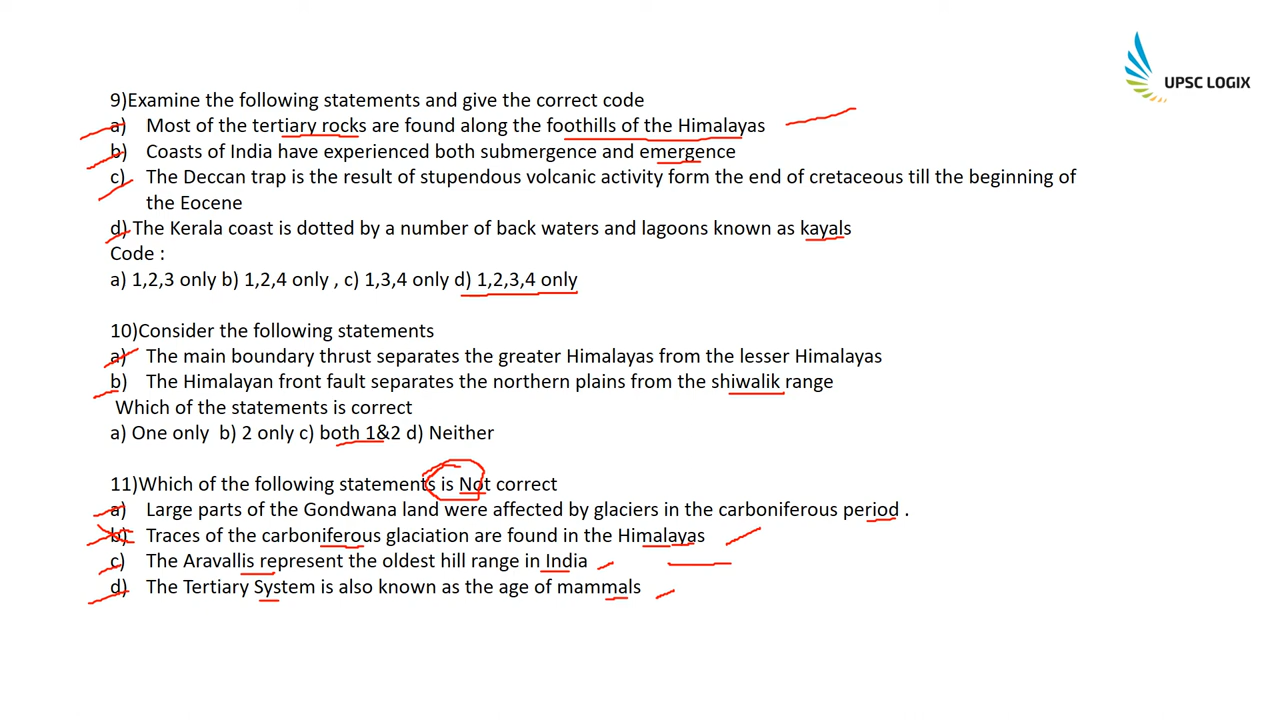 UPSC LOGIX
9)Examine the following statements and give the correct code
a) Most of the tertiary rocks are found along the foothills of the Himalayas
b) Coasts of India have experienced both submergence and emergence
c) The Deccan trap is the result of stupendous volcanic activity form the end of cretaceous till the beginning of
the Eocene
d) The Kerala coast is dotted by a number of back waters and lagoons known as kayals
Code :
a) 1,2,3 only b) 1,2,4 only , c) 1,3,4 only d) 1,2,3,4 only
10)Consider the following statements
a) The main boundary thrust separates the greater Himalayas from the lesser Himalayas
b) The Himalayan front fault separates the northern plains from the shiwalik range
Which of the statements is correct
a) One only b) 2 only c) both 1&2 d) Neither
11)Which of the following statements is Not correct
a) Large parts of the Gondwana land were affected by glaciers in the carboniferous period .
b) Traces of the carboniferous glaciation are found in the Himalayas
c) The Aravallis represent the oldest hill range in India
d) The Tertiary System is also known as the age of mammals